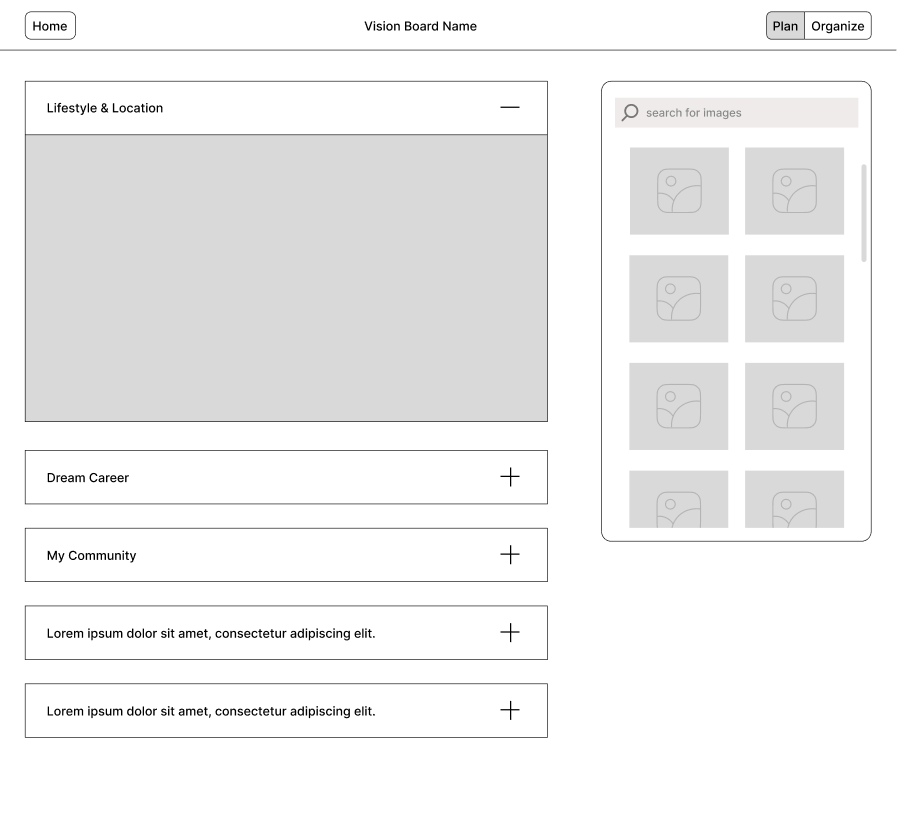 Home
Vision Board Name
Plan
Organize
Lifestyle & Location
search for images
Dream Career
My Community
Lorem ipsum dolor sit amet, consectetur adipiscing elit.
Lorem ipsum dolor sit amet, consectetur adipiscing elit.